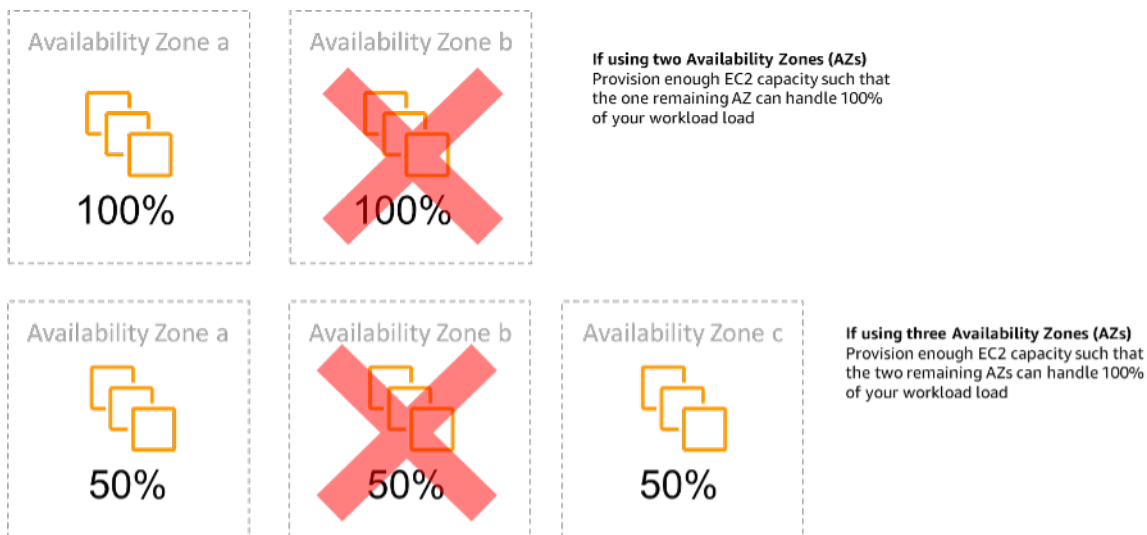 Availability Zone a
100%
Availability Zone b
100%
If using two Availability Zones (AZs)
Provision enough EC2 capacity such that
the one remaining AZ can handle 100%
of your workload load
Availability Zone a
50%
Availability Zone b
50%
Availability Zone c
50%
If using three Availability Zones (AZs)
Provision enough EC2 capacity such that
the two remaining AZs can handle 100%
of your workload load